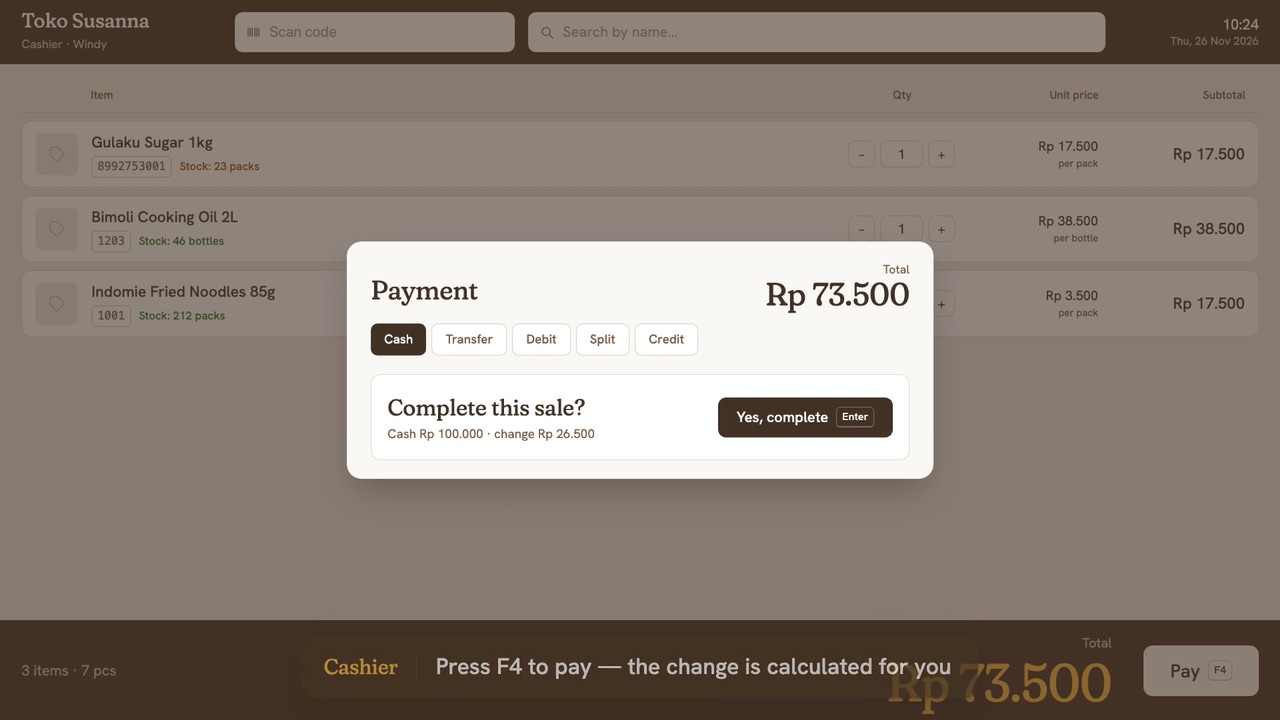 Toko Susanna
Cashier · Windy
Scan code
Search by name...
10:24
Thu, 26 Nov 2026
Item Qty Unit price Subtotal
Gulaku Sugar 1kg
8992753001 Stock: 23 packs
- 1 +
Rp 17.500
per pack
Rp 17.500
Bimoli Cooking Oil 2L
1203 Stock: 46 bottles
- 1 +
Rp 38.500
per bottle
Rp 38.500
Indomie Fried Noodles 85g
1001 Stock: 212 packs
+
Rp 3.500
per pack
Rp 17.500
Payment
Total
Rp 73.500
Cash Transfer Debit Split Credit
Complete this sale?
Cash Rp 100.000 · change Rp 26.500
Yes, complete Enter
3 items · 7 pcs
Cashier Press F4 to pay — the change is calculated for you
Total
Rp 73.500
Pay F4